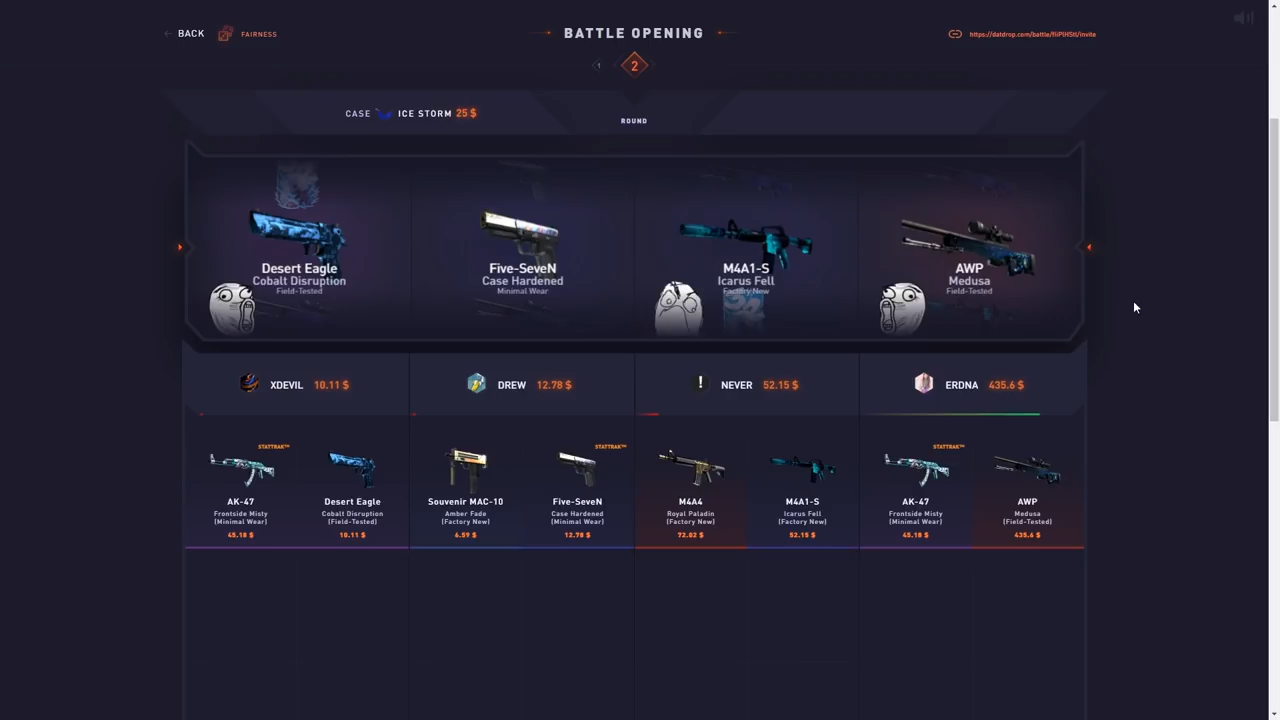 BACK
FAIRNESS
BATTLE OPENING
https://datdrop.com/battle/fliPIHStI/invite
1
2
CASE ICE STORM 25 $
ROUND
Desert Eagle
Cobalt Disruption
Field-Tested
Five-SeveN
Case Hardened
Minimal Wear
M4A1-S
Icarus Fell
Factory New
AWP
Medusa
Field-Tested
XDEVIL 10.11 $
DREW 12.78 $
NEVER 52.15 $
ERDNA 435.6 $
STATTRAK™
AK-47
Frontside Misty
(Minimal Wear)
45.18 $
Desert Eagle
Cobalt Disruption
(Field-Tested)
10.11 $
Souvenir MAC-10
Amber Fade
(Factory New)
6.59 $
STATTRAK™
Five-SeveN
Case Hardened
(Minimal Wear)
12.78 $
M4A4
Royal Paladin
(Factory New)
72.02 $
M4A1-S
Icarus Fell
(Factory New)
52.15 $
STATTRAK™
AK-47
Frontside Misty
(Minimal Wear)
45.18 $
AWP
Medusa
(Field-Tested)
435.6 $